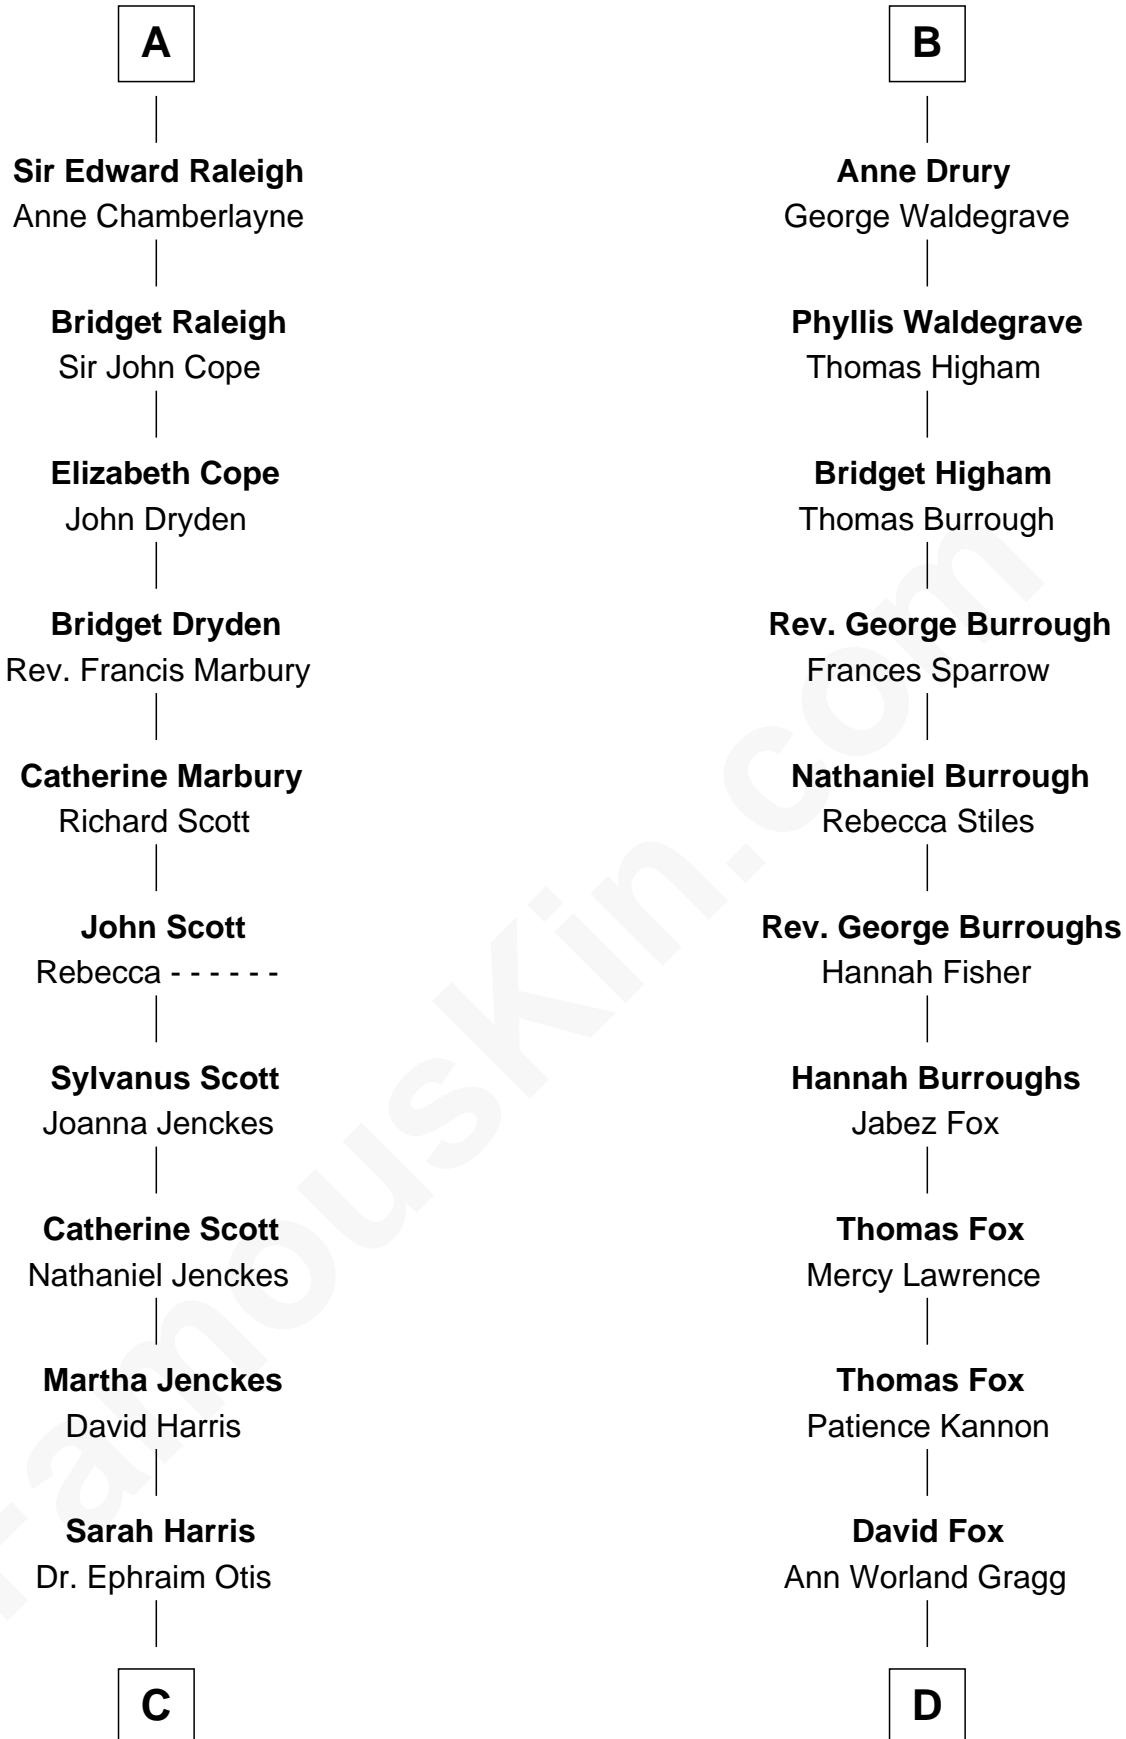 A
Sir Edward Raleigh
Anne Chamberlayne
Bridget Raleigh
Sir John Cope
Elizabeth Cope
John Dryden
Bridget Dryden
Rev. Francis Marbury
Catherine Marbury
Richard Scott
John Scott
Rebecca - - - - - -
Sylvanus Scott
Joanna Jenckes
Catherine Scott
Nathaniel Jenckes
Martha Jenckes
David Harris
Sarah Harris
Dr. Ephraim Otis
C
B
Anne Drury
George Waldegrave
Phyllis Waldegrave
Thomas Higham
Bridget Higham
Thomas Burrough
Rev. George Burrough
Frances Sparrow
Nathaniel Burrough
Rebecca Stiles
Rev. George Burroughs
Hannah Fisher
Hannah Burroughs
Jabez Fox
Thomas Fox
Mercy Lawrence
Thomas Fox
Patience Kannon
David Fox
Ann Worland Gragg
D
FamousKin.com